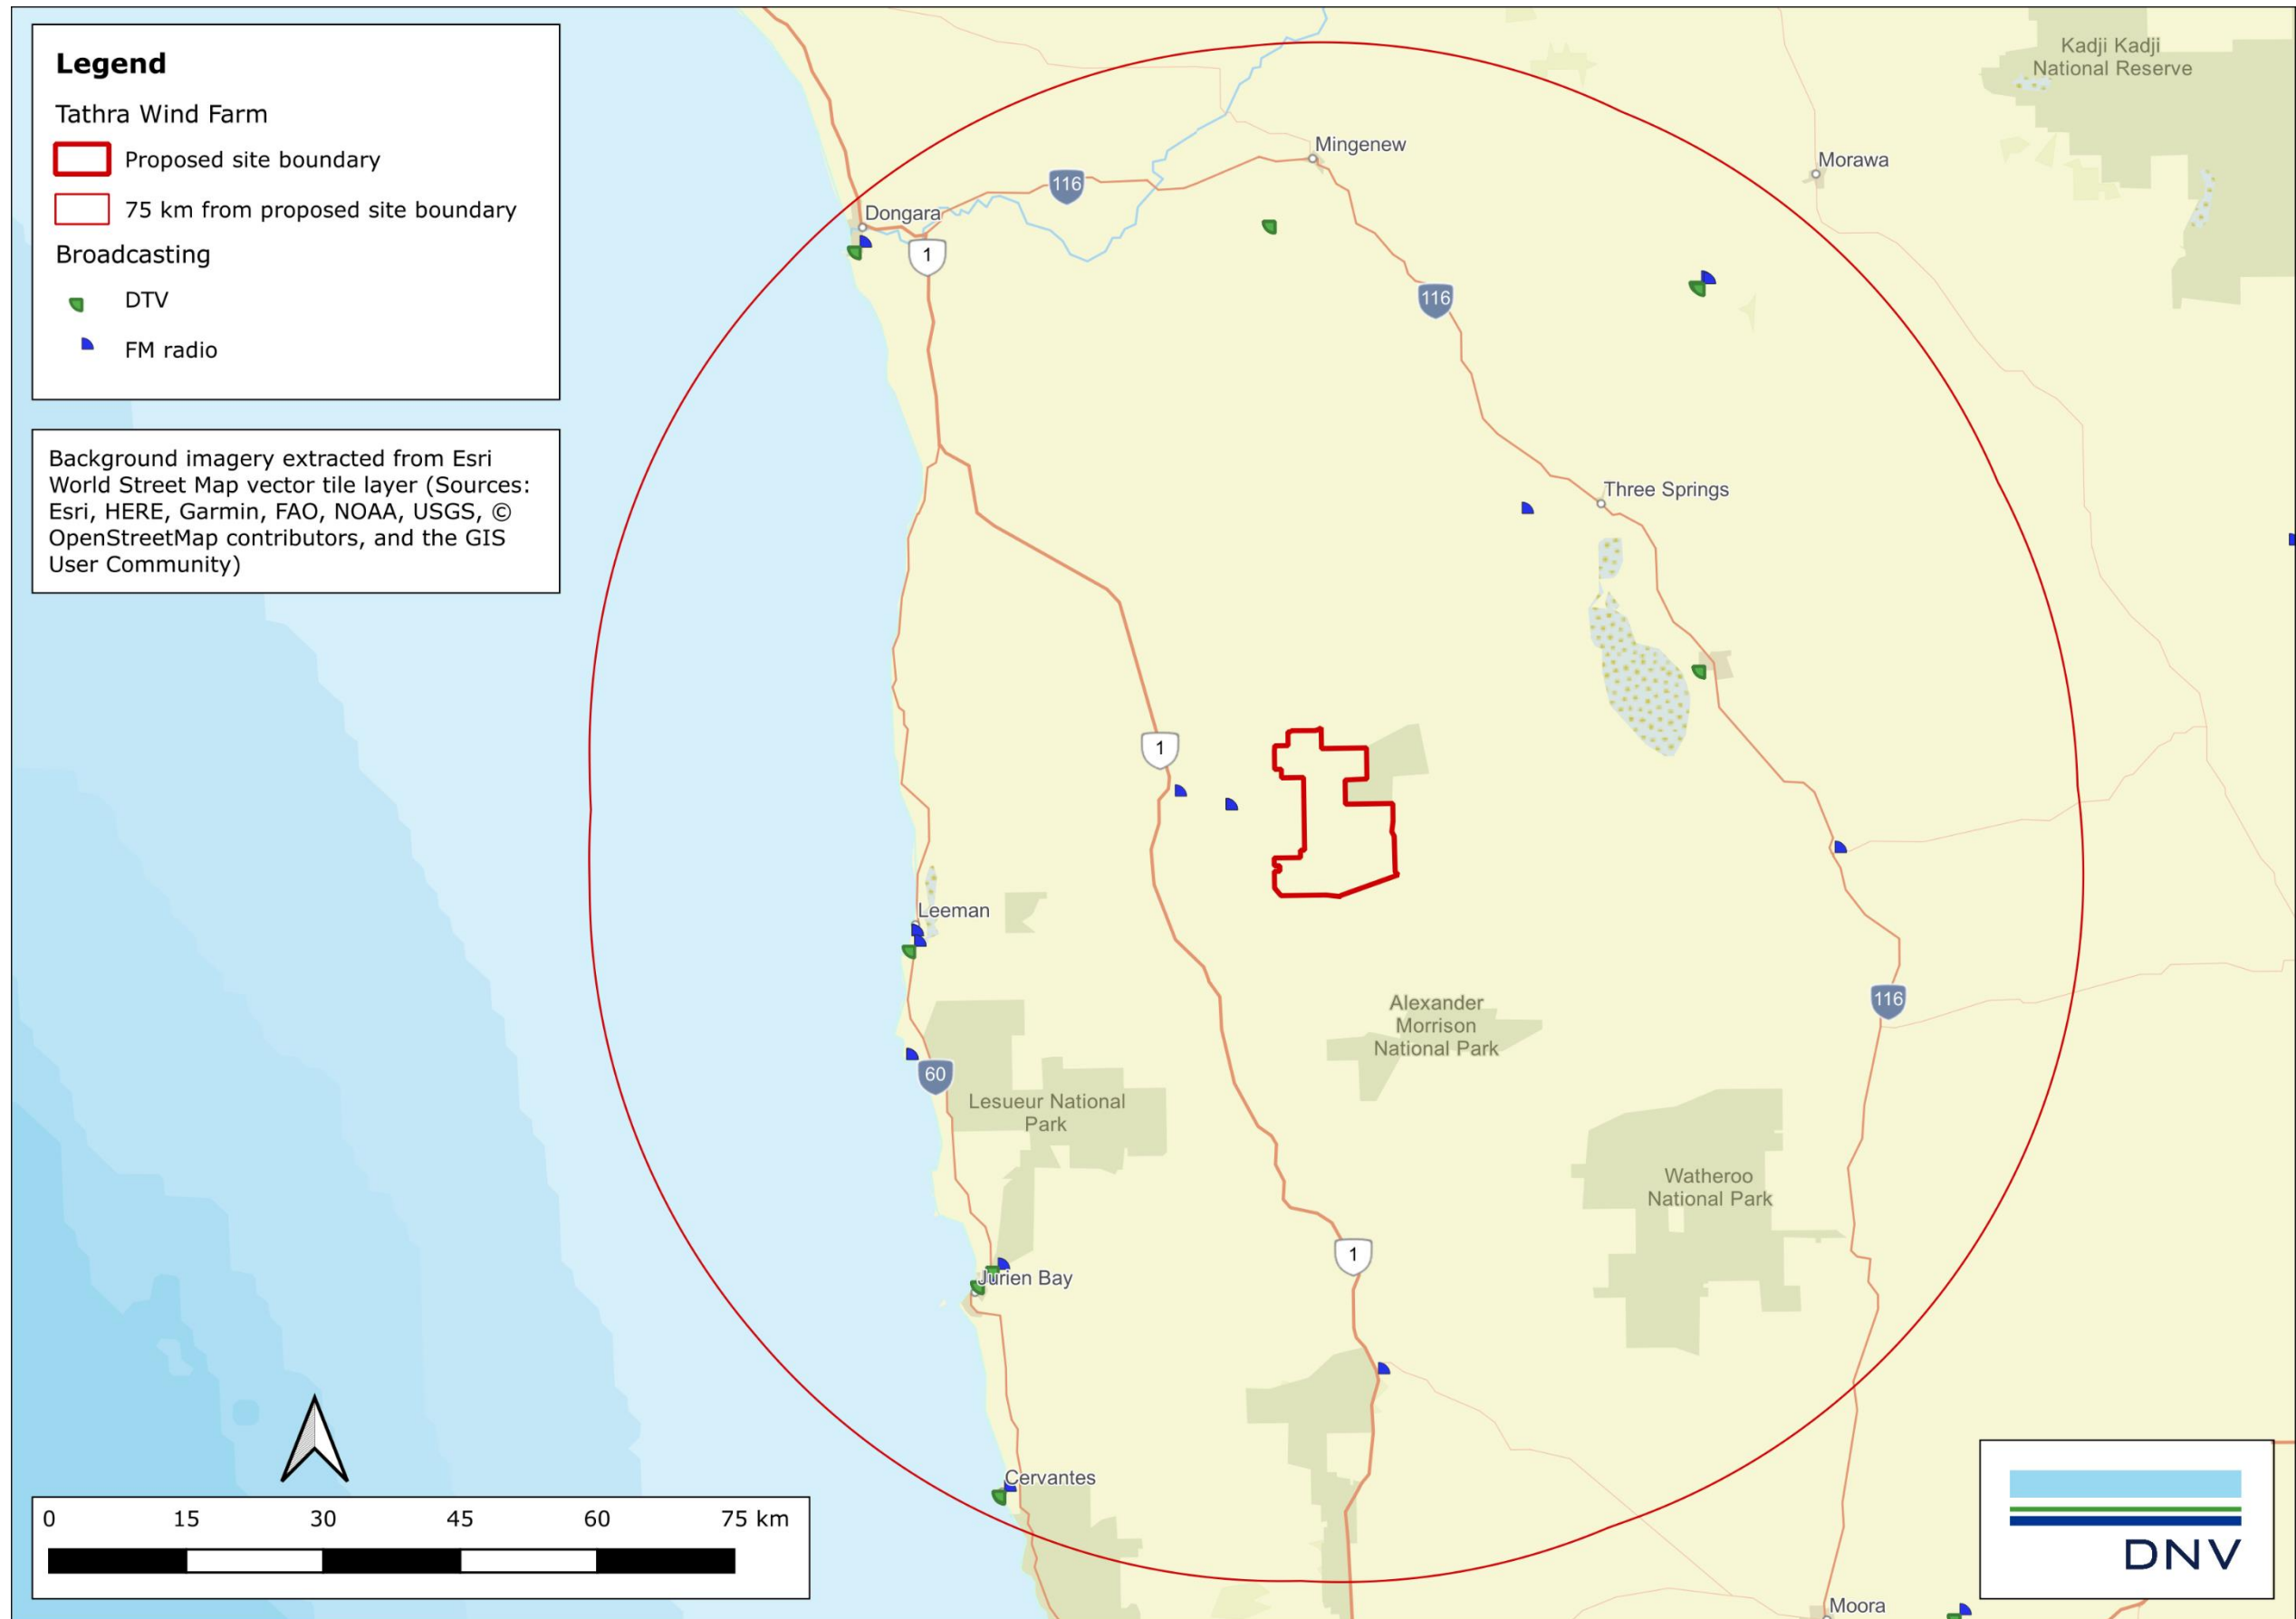 Legend
Tathra Wind Farm
Proposed site boundary
75 km from proposed site boundary
Broadcasting
DTV
FM radio
Background imagery extracted from Esri
World Street Map vector tile layer (Sources:
Esri, HERE, Garmin, FAO, NOAA, USGS, ©
OpenStreetMap contributors, and the GIS
User Community)
Kadji Kadji
National Reserve
Mingenew
Morawa
116
Dongara
1
116
Three Springs
1
Leeman
Alexander
Morrison
National Park
116
60
Lesueur National
Park
Watheroo
National Park
1
Jurien Bay
Cervantes
0 15 30 45 60 75 km
DNV
Moora